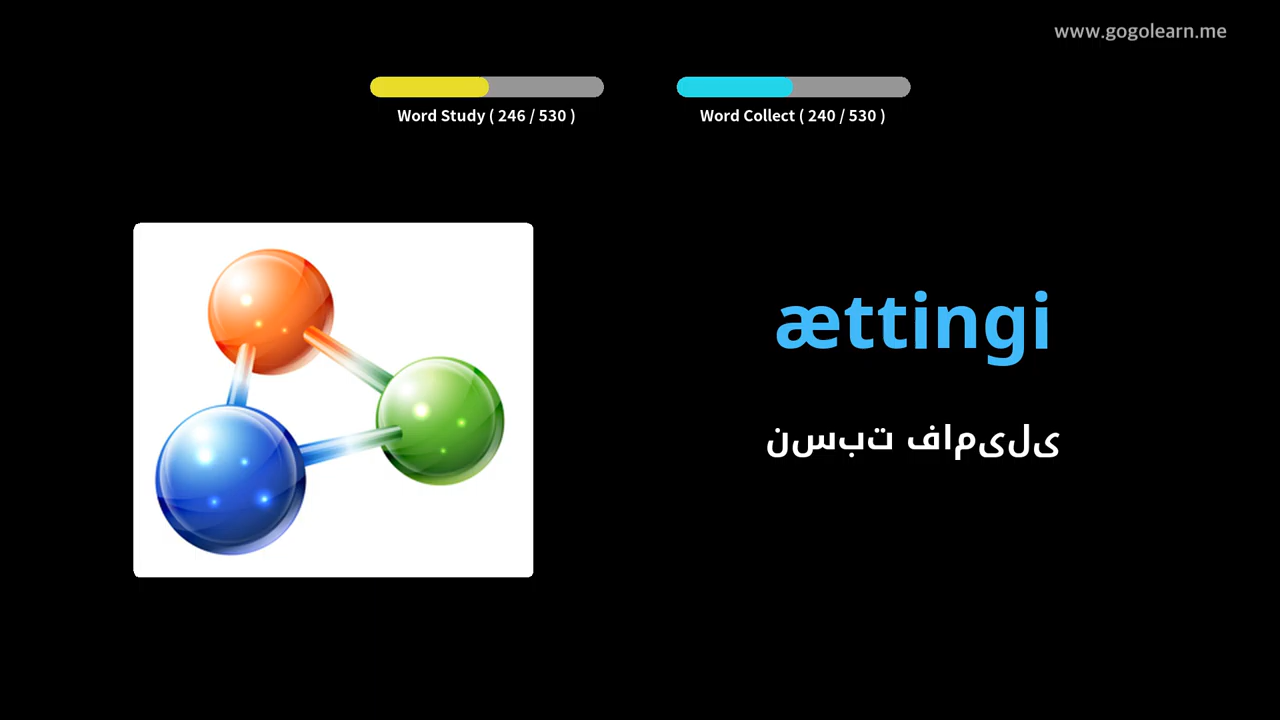 www.gogolearn.me
Word Study ( 246 / 530 )
Word Collect ( 240 / 530 )
ættingi
نسبت فامیلی